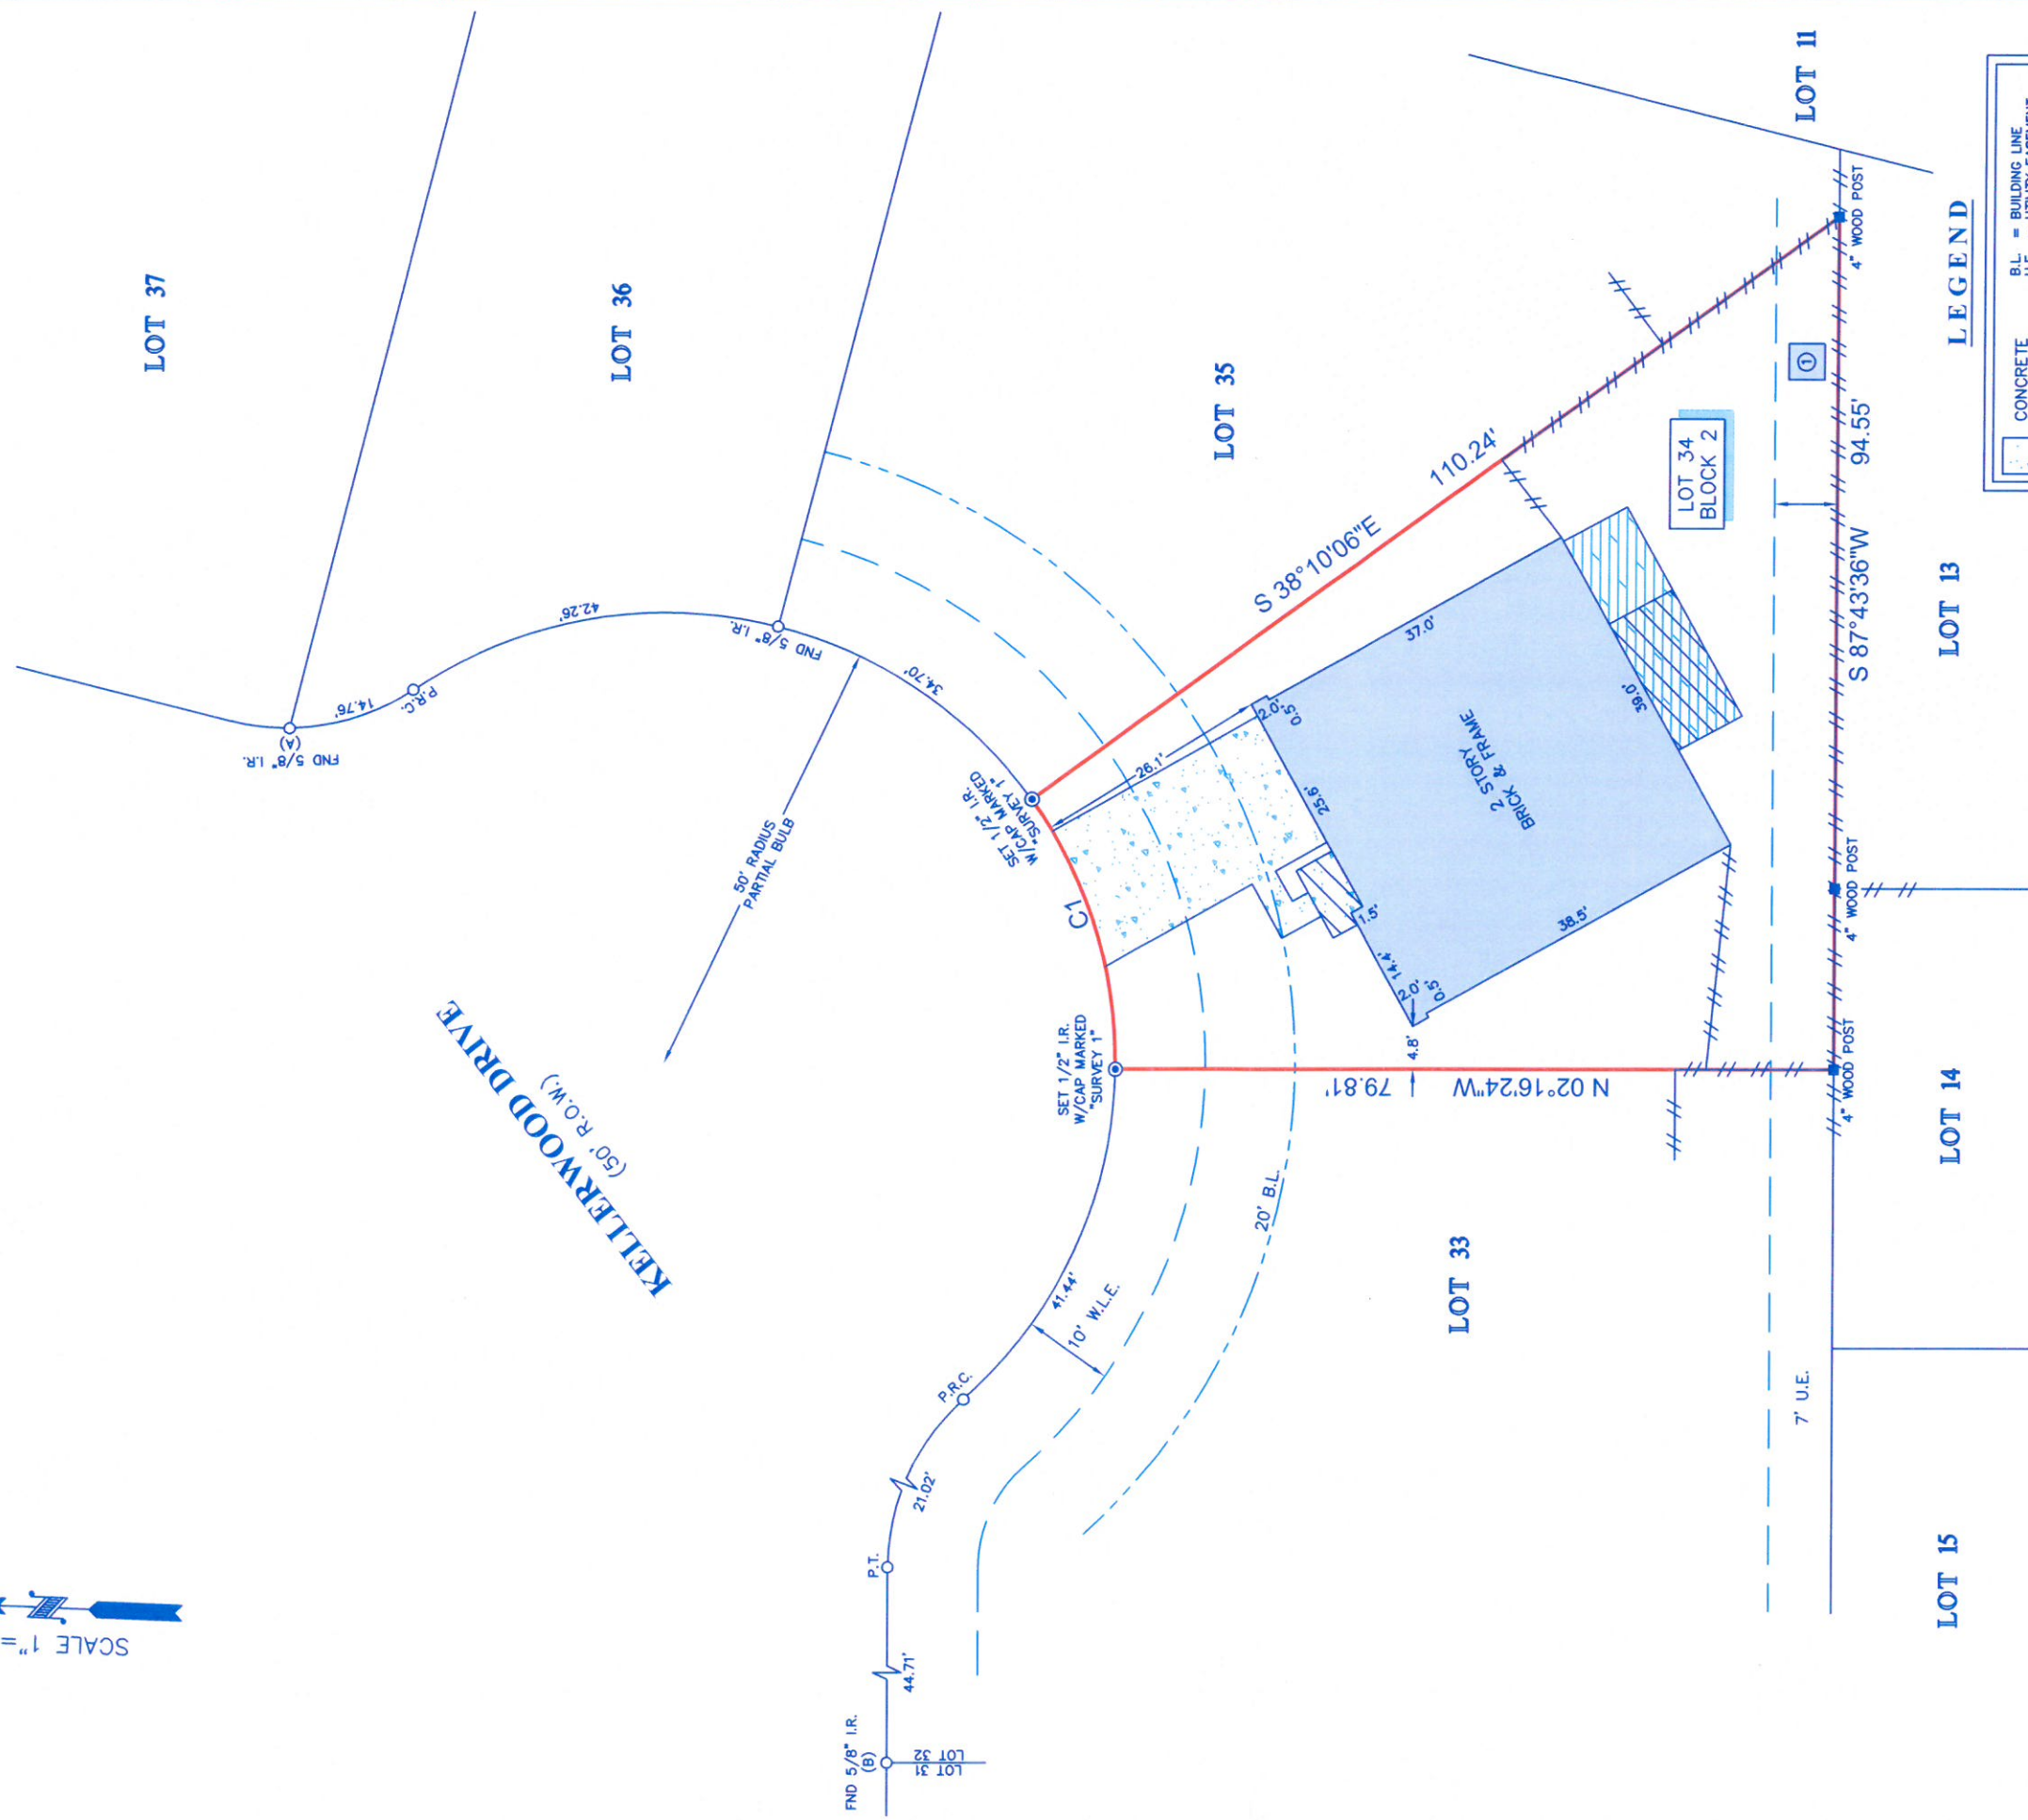 LOT 37
LOT 36
LOT 35
LOT 11
FND 5/8" I.R.
(A)
14.76'
P.R.C.
42.26'
FND 5/8" I.R.
34.70'
50' RADIUS
PARTIAL BULB
KELLERWOOD DRIVE
(50' R.O.W.)
SET 1/2" I.R.
W/CAP MARKED
"SURVEY 1"
C1
SET 1/2" I.R.
W/CAP MARKED
"SURVEY 1"
S 38°10'06"E
110.24'
26.1'
2.0'
0.5'
37.0'
25.6'
2 STORY
BRICK & FRAME
39.0'
1.5'
14.4'
2.0'
0.5'
38.5'
4.8'
N 02°16'24"W
79.81'
LOT 34
BLOCK 2
1
4" WOOD POST
S 87°43'36"W
94.55'
4" WOOD POST
4" WOOD POST
LOT 13
LOT 14
LOT 15
LOT 33
7' U.E.
20' B.L.
10' W.L.E.
41.44'
P.R.C.
21.02'
P.T.
44.71'
FND 5/8" I.R.
(B)
LOT 32
LOT 31
SCALE 1"=
LEGEND
CONCRETE
B.L. = BUILDING LINE